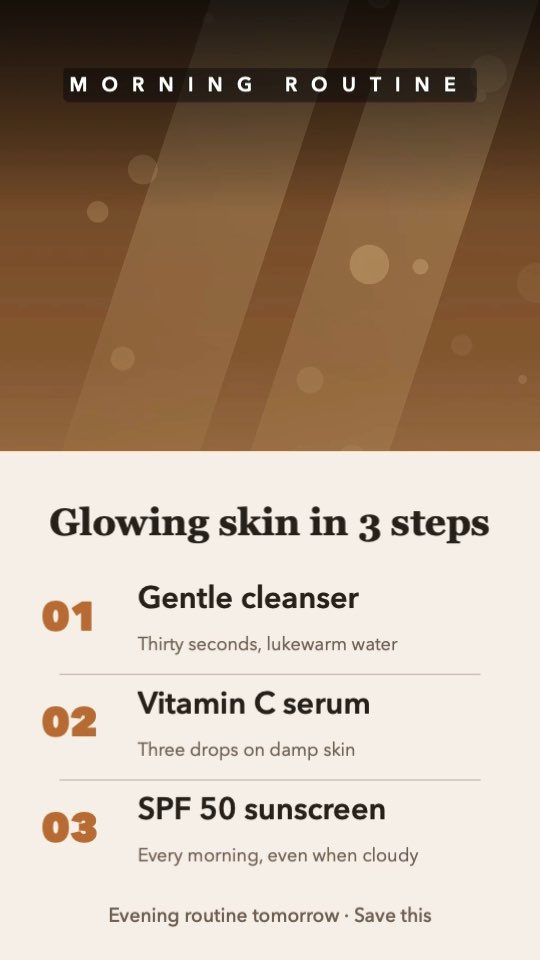 MORNING ROUTINE
Glowing skin in 3 steps
01
Gentle cleanser
Thirty seconds, lukewarm water
02
Vitamin C serum
Three drops on damp skin
03
SPF 50 sunscreen
Every morning, even when cloudy
Evening routine tomorrow · Save this